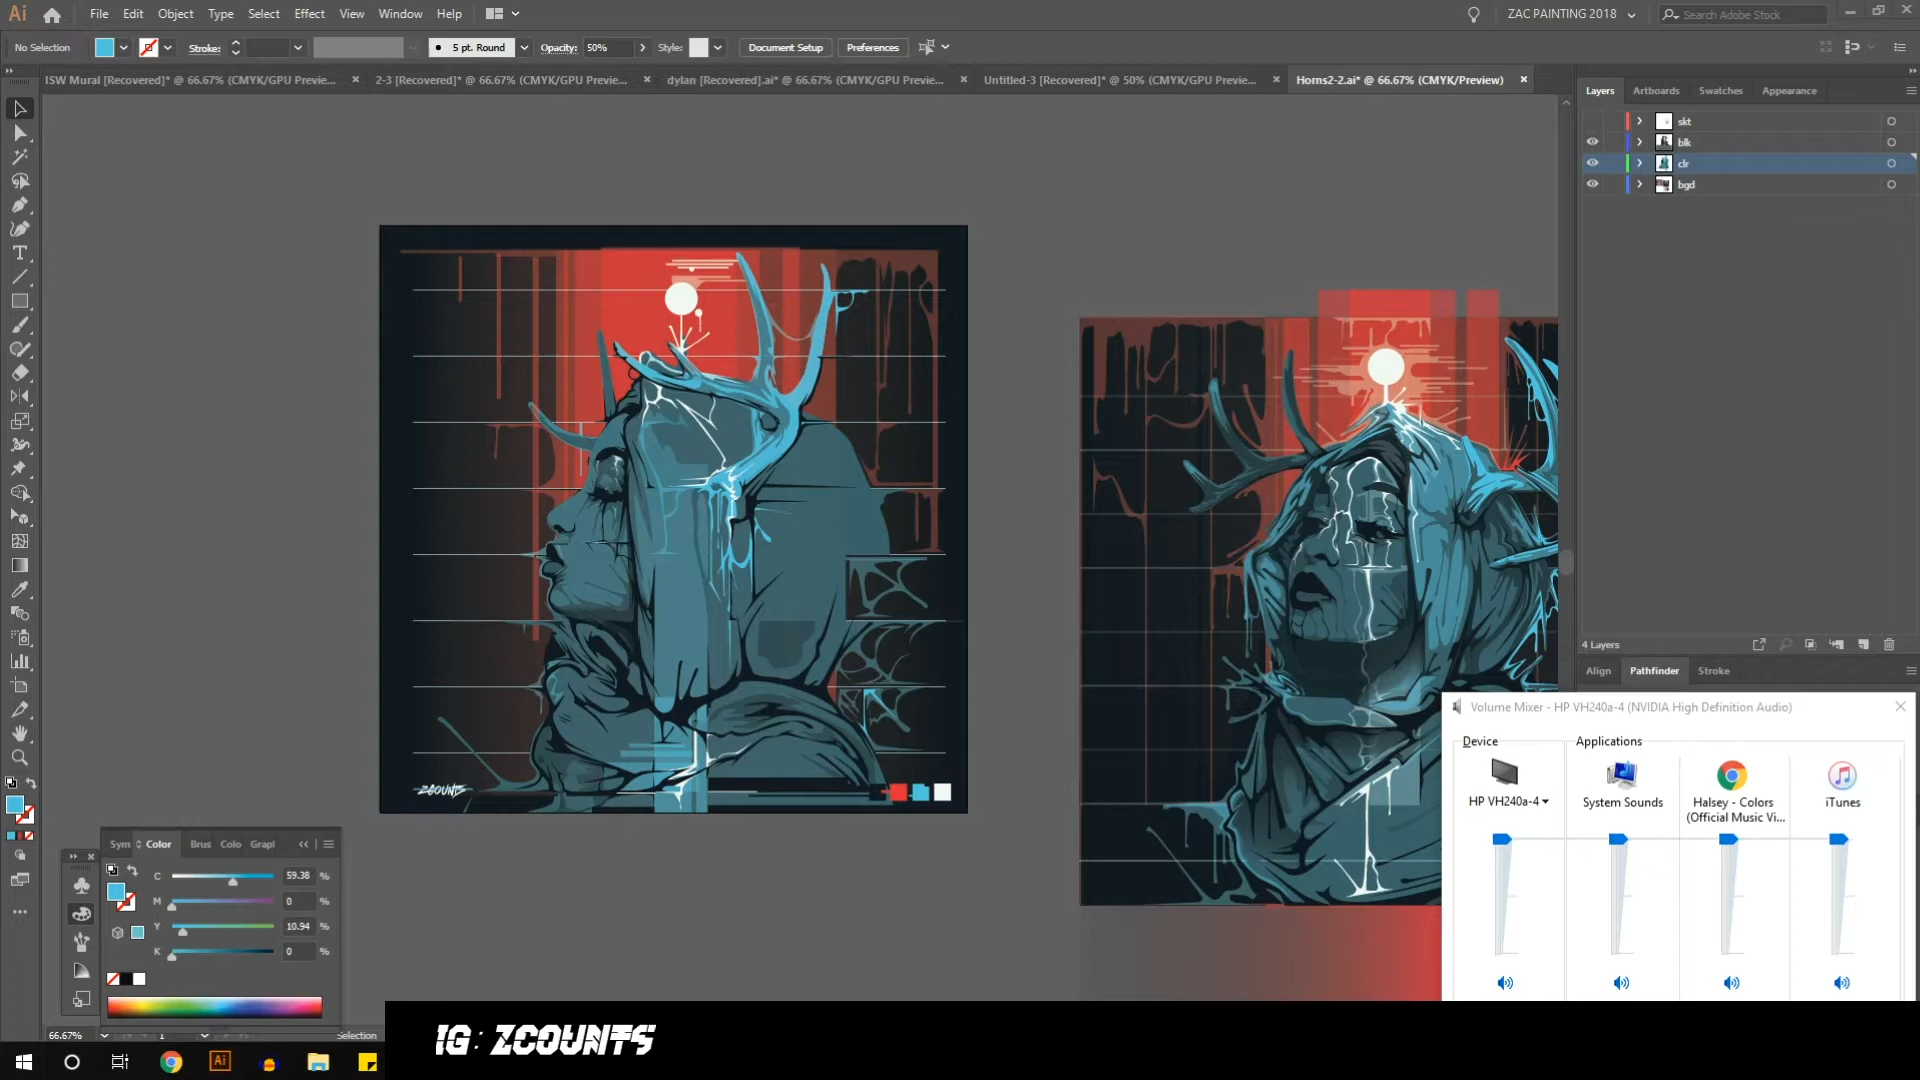 Ai File Edit Object Type Select Effect View Window Help ZAC PAINTING 2018 Search Adobe Stock
No Selection Stroke: 5 pt. Round Opacity: 50% Style: Document Setup Preferences
ISW Mural [Recovered]* @ 66.67% (CMYK/GPU Previe... 2-3 [Recovered]* @ 66.67% (CMYK/GPU Preview... dylan [Recovered].ai* @ 66.67% (CMYK/GPU Preview... Untitled-3 [Recovered]* @ 50% (CMYK/GPU Previe... Horns2-2.ai* @ 66.67% (CMYK/Preview)
Layers Artboards Swatches Appearance
skt
blk
clr
bgd
4 Layers
Align Pathfinder Stroke
Volume Mixer - HP VH240a-4 (NVIDIA High Definition Audio)
Device Applications
HP VH240a-4 System Sounds Halsey - Colors
(Official Music Vi... iTunes
ZCOUNTS
Sym Color Brus Colo Grapl
C 59.38 %
M 0 %
Y 10.94 %
K 0 %
66.67% 1 Selection
Ai
IG: ZCOUNTS